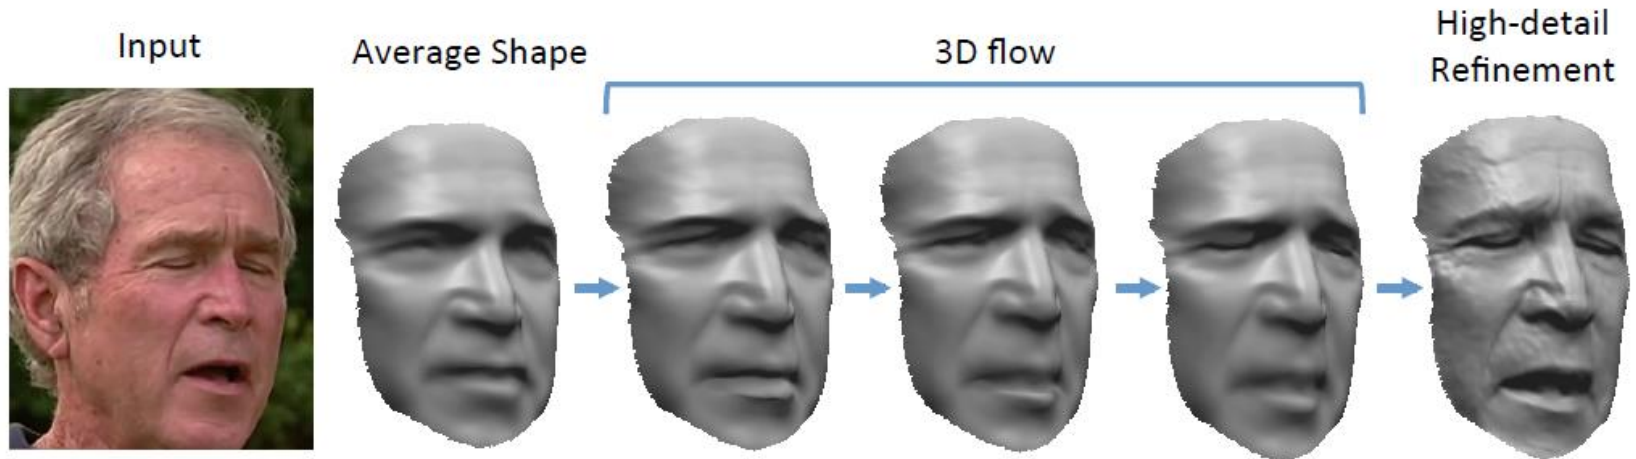 Input
Average Shape
3D flow
High-detail
Refinement